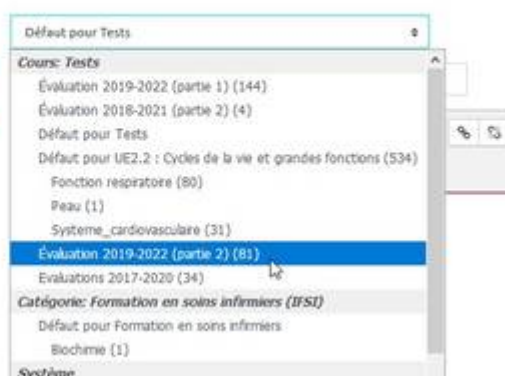 Défaut pour Tests
Cours: Tests
Évaluation 2019-2022 (partie 1) (144)
Évaluation 2018-2021 (partie 2) (4)
Défaut pour Tests
Défaut pour UE2.2 : Cycles de la vie et grandes fonctions (534)
Fonction respiratoire (80)
Peau (1)
Systeme_cardiovasculaire (31)
Évaluation 2019-2022 (partie 2) (81)
Evaluations 2017-2020 (34)
Catégorie: Formation en soins infirmiers (IFSI)
Défaut pour Formation en soins infirmiers
Biochimie (1)
Système